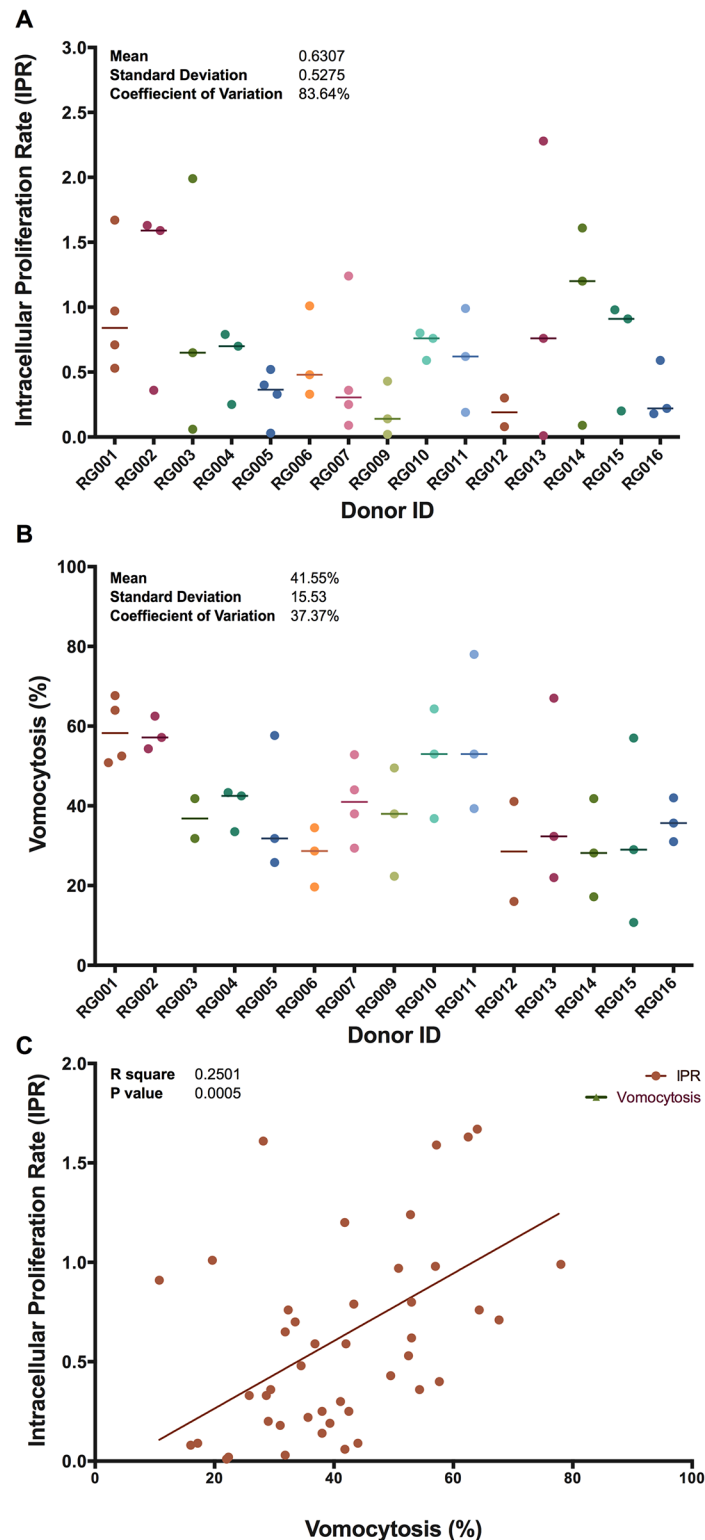 A
Mean 0.6307
Standard Deviation 0.5275
Coeffiecient of Variation 83.64%
Intracellular Proliferation Rate (IPR)
3.0
2.5
2.0
1.5
1.0
0.5
0.0
RG001 RG002 RG003 RG004 RG005 RG006 RG007 RG009 RG010 RG011 RG012 RG013 RG014 RG015 RG016
Donor ID
B
Mean 41.55%
Standard Deviation 15.53
Coeffiecient of Variation 37.37%
Vomocytosis (%)
100
80
60
40
20
0
RG001 RG002 RG003 RG004 RG005 RG006 RG007 RG009 RG010 RG011 RG012 RG013 RG014 RG015 RG016
Donor ID
C
R square 0.2501
P value 0.0005
IPR
Vomocytosis
Intracellular Proliferation Rate (IPR)
2.0
1.5
1.0
0.5
0.0
0 20 40 60 80 100
Vomocytosis (%)